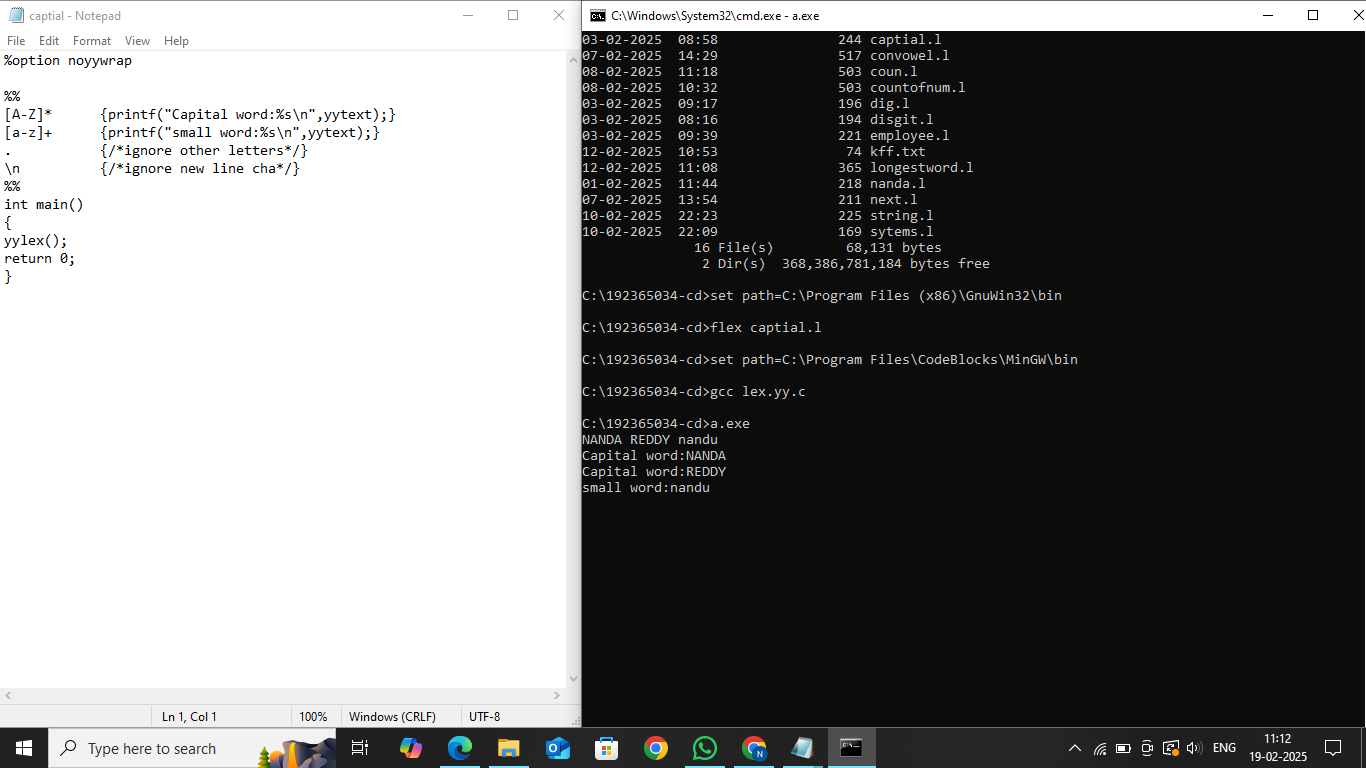 captial - Notepad
File Edit Format View Help
%option noyywrap
%%
[A-Z]* {printf("Capital word:%s\n",yytext);}
[a-z]+ {printf("small word:%s\n",yytext);}
. {/*ignore other letters*/}
\n {/*ignore new line cha*/}
%%
int main()
{
yylex();
return 0;
}
Ln 1, Col 1 100% Windows (CRLF) UTF-8
C:\Windows\System32\cmd.exe - a.exe
03-02-2025 08:58 244 captial.l
07-02-2025 14:29 517 convowel.l
08-02-2025 11:18 503 coun.l
08-02-2025 10:32 503 countofnum.l
03-02-2025 09:17 196 dig.l
03-02-2025 08:16 194 disgit.l
03-02-2025 09:39 221 employee.l
12-02-2025 10:53 74 kff.txt
12-02-2025 11:08 365 longestword.l
01-02-2025 11:44 218 nanda.l
07-02-2025 13:54 211 next.l
10-02-2025 22:23 225 string.l
10-02-2025 22:09 169 sytems.l
16 File(s) 68,131 bytes
2 Dir(s) 368,386,781,184 bytes free
C:\192365034-cd>set path=C:\Program Files (x86)\GnuWin32\bin
C:\192365034-cd>flex captial.l
C:\192365034-cd>set path=C:\Program Files\CodeBlocks\MinGW\bin
C:\192365034-cd>gcc lex.yy.c
C:\192365034-cd>a.exe
NANDA REDDY nandu
Capital word:NANDA
Capital word:REDDY
small word:nandu
Type here to search
N
C:\.
ENG
11:12
19-02-2025